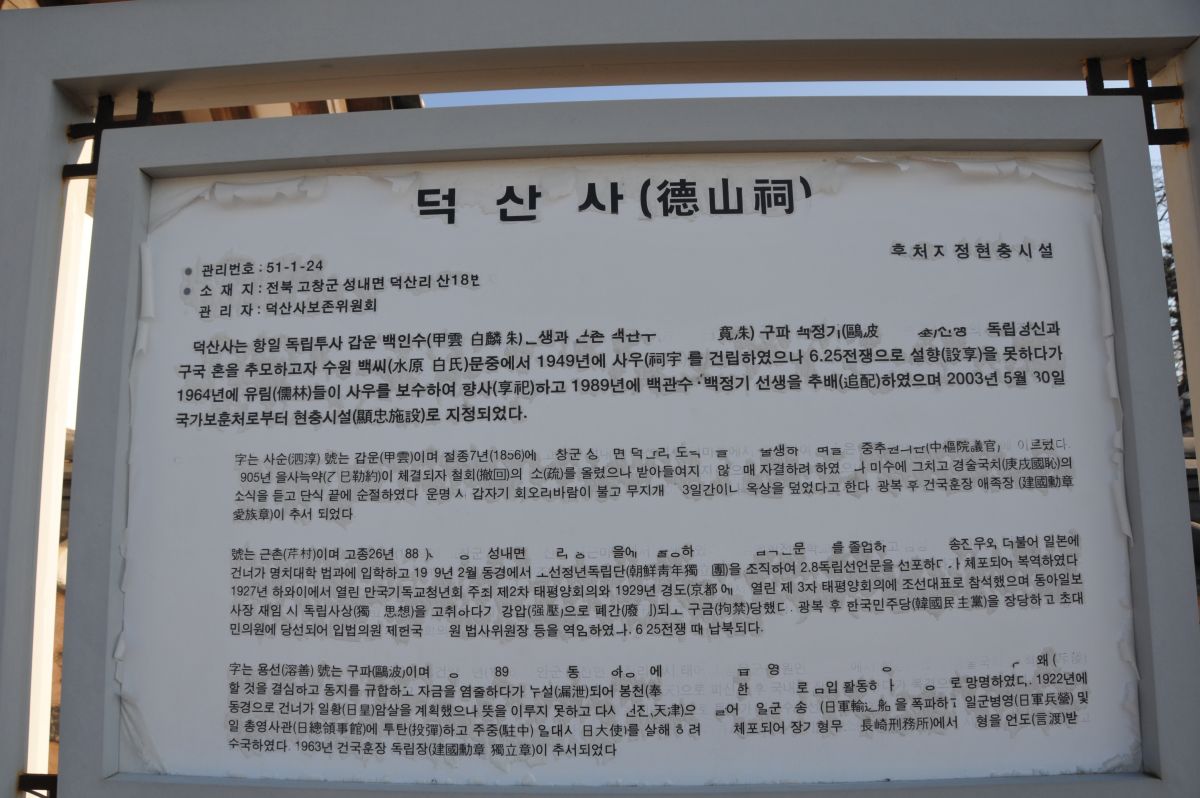 덕 산 사 (德山祠)
후처지 정현충시설
관리번호 : 51-1-24
소 재 지 : 전북 고창군 성내면 덕산리 산18번
관 리 자 : 덕산사보존위원회
덕산사는 항일 독립투사 갑운 백인수(甲雲 白麟洙) 구파 백정기(鷗波 독립정신과
구국 혼을 추모하고자 수원 백씨(水原 白氏)문중에서 1949년에 사우(祠宇 를 건립하였으나 6.25전쟁으로 설향(設享)을 못하다가
1964년에 유림(儒林)들이 사우를 보수하여 향사(享祀)하고 1989년에 백관수·백정기 선생을 추배(追配)하였으며 2003년 5월 30일
국가보훈처로부터 현충시설(顯忠施設)로 지정되었다.
字는 사순(泗淳) 號는 갑운(甲雲)이며 철종7년(1856)에 중추원의관(中樞院議官) 이르렀다.
905년 을사늑약(乙巳勒約)이 체결되자 철회(撤回)의 소(疏)를 올렸으나 받아들여지 않 매 자결하려 하였 나 미수에 그치고 경술국치(庚戌國恥)의
소식을 듣고 단식 끝에 순절하였다 운명 시 갑자기 회오리바람이 불고 무지개 3일간이나 옥상을 덮었다고 한다 광복 후 건국훈장 애족장 (建國勳章
愛族章)이 추서 되었다
號는 근촌(芹村)이며 고종26년 88 성내면 을에 를 졸업하 송진우와 더불어 일본에
건너가 명치대학 법과에 입학하고 19 9년 2월 동경에서 조선청년독립단(朝鮮靑年獨 團)을 조직하여 2.8독립선언문을 선포하다 체포되어 복역하였다
1927년 하와이에서 열린 만국기독교청년회 주최 제2차 태평양회의와 1929년 경도(京都 에 열린 제 3차 태평양회의에 조선대표로 참석했으며 동아일보
사장 재임 시 독립사상(獨 思想)을 고취하다가 강압(强壓)으로 폐간(廢 )되고 구금(拘禁)당했다. 광복 후 한국민주당(韓國民主黨)을 창당하고 초대
민의원에 당선되어 입법의원 제헌국 원 법사위원장 등을 역임하였다. 6 25전쟁 때 납북되다.
字는 용선(溶善) 號는 구파(鷗波)이며 89 동 에 영 왜
할 것을 결심하고 동지를 규합하고 자금을 염출하다가 누설(漏泄)되어 봉천(奉 한 로 잠입 활동하 로 망명하였다. 1922년에
동경으로 건너가 일황(日皇)암살을 계획했으나 뜻을 이루지 못하고 다시 천진(天津)으 들어 일군 송 (日軍輸送船 을 폭파하 일군병영(日軍兵營) 및
일 총영사관(日總領事館)에 투탄(投彈)하고 주중(駐中) 일대사 日大使)를 살해 하려 체포되어 장기형무 長崎刑務所)에서 형을 언도(言渡)받
수국하였다. 1963년 건국훈장 독립장(建國勳章 獨立章)이 추서되었다